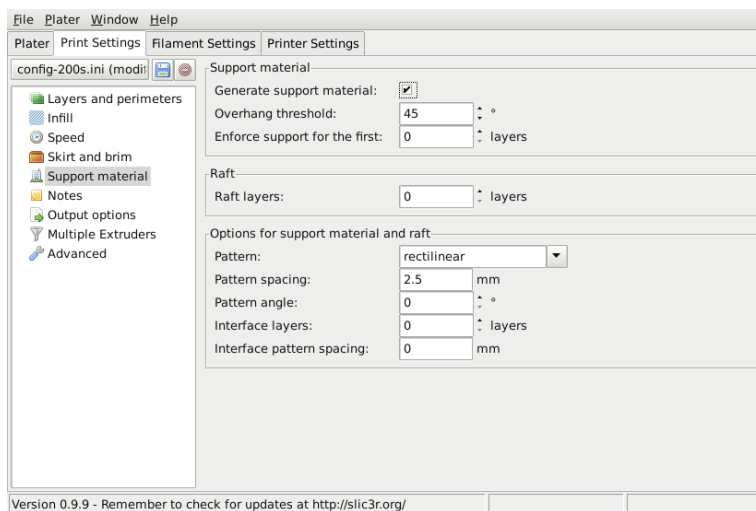 File Plater Window Help
Plater Print Settings Filament Settings Printer Settings
config-200s.ini (modi
Layers and perimeters
Infill
Speed
Skirt and brim
Support material
Notes
Output options
Multiple Extruders
Advanced
Support material
Generate support material:
Overhang threshold: 45 °
Enforce support for the first: 0 layers
Raft
Raft layers: 0 layers
Options for support material and raft
Pattern: rectilinear
Pattern spacing: 2.5 mm
Pattern angle: 0 °
Interface layers: 0 layers
Interface pattern spacing: 0 mm
Version 0.9.9 - Remember to check for updates at http://slic3r.org/